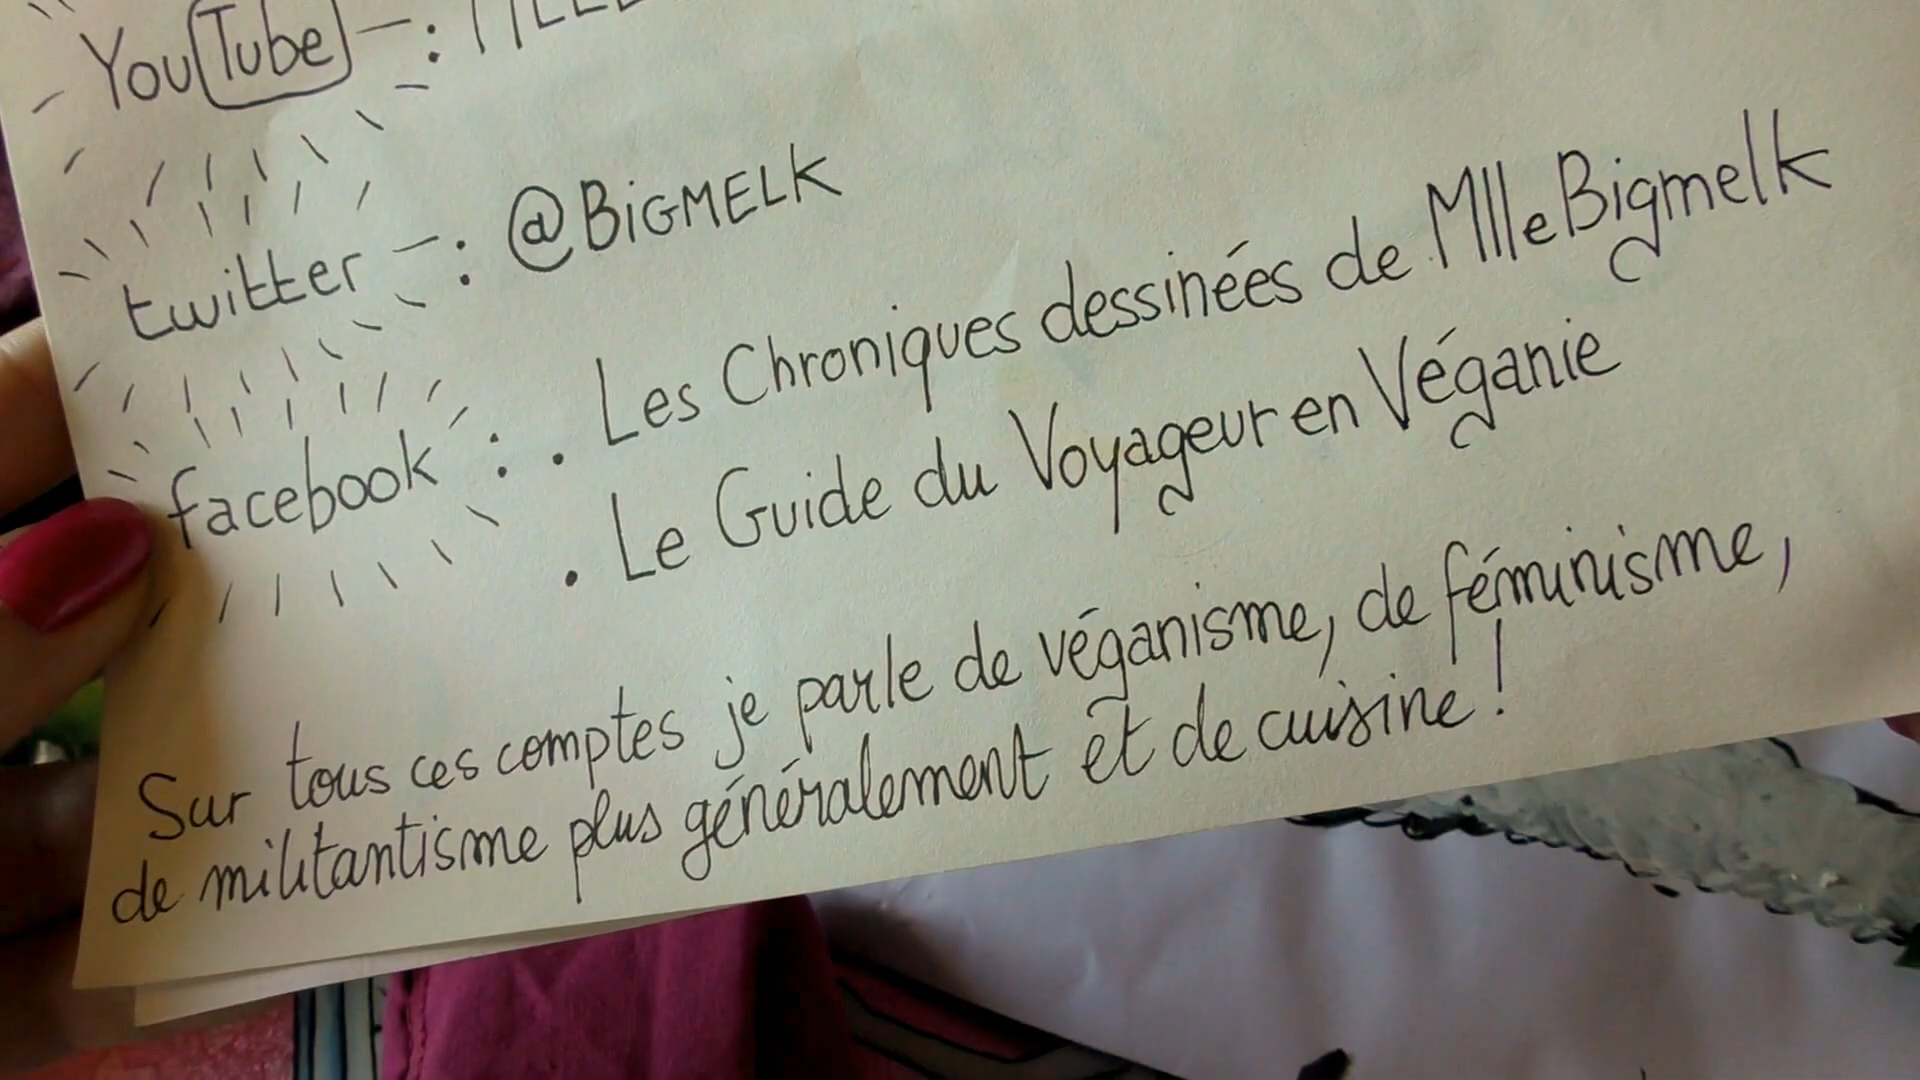 YouTube :
twitter : @BiGMELK
facebook : . Les Chroniques dessinées de MlleBigmelk
. Le Guide du Voyageur en Véganie
Sur tous ces comptes je parle de véganisme, de féminisme,
de militantisme plus généralement et de cuisine !